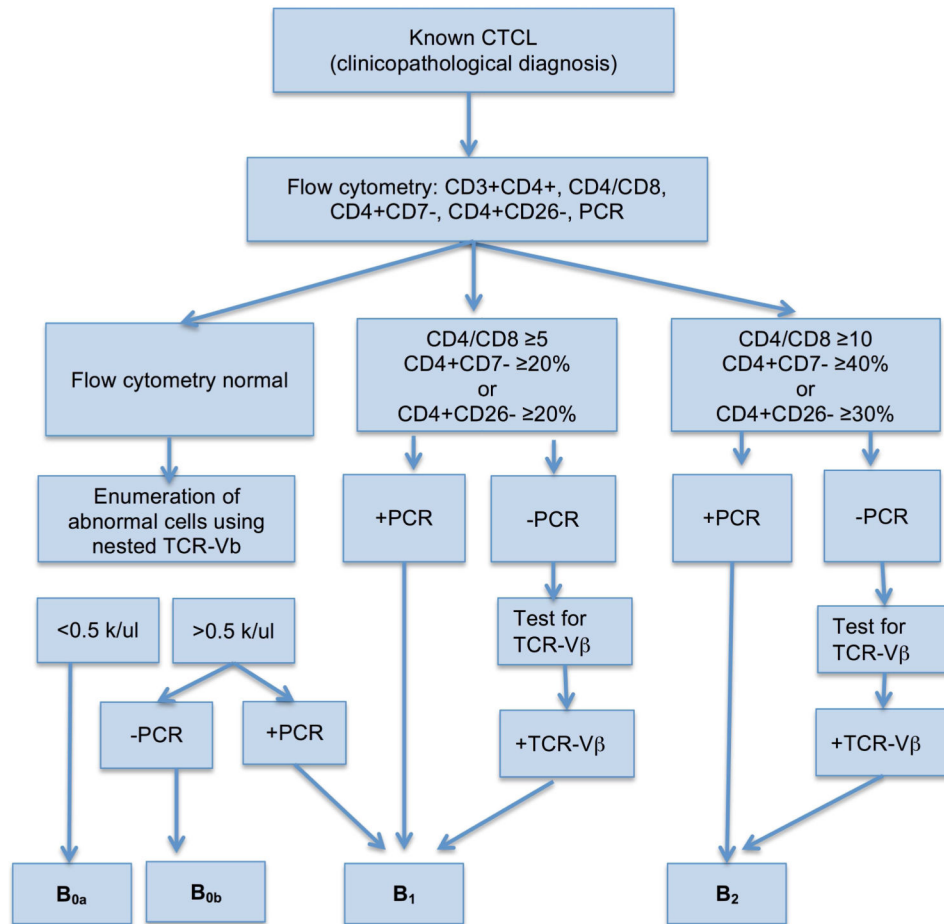 Known CTCL
(clinicopathological diagnosis)
Flow cytometry: CD3+CD4+, CD4/CD8,
CD4+CD7-, CD4+CD26-, PCR
Flow cytometry normal
CD4/CD8 ≥5
CD4+CD7- ≥20%
or
CD4+CD26- ≥20%
CD4/CD8 ≥10
CD4+CD7- ≥40%
or
CD4+CD26- ≥30%
Enumeration of
abnormal cells using
nested TCR-Vb
+PCR
-PCR
+PCR
-PCR
<0.5 k/ul
>0.5 k/ul
Test for
TCR-Vβ
Test for
TCR-Vβ
-PCR
+PCR
+TCR-Vβ
+TCR-Vβ
B0a
B0b
B1
B2